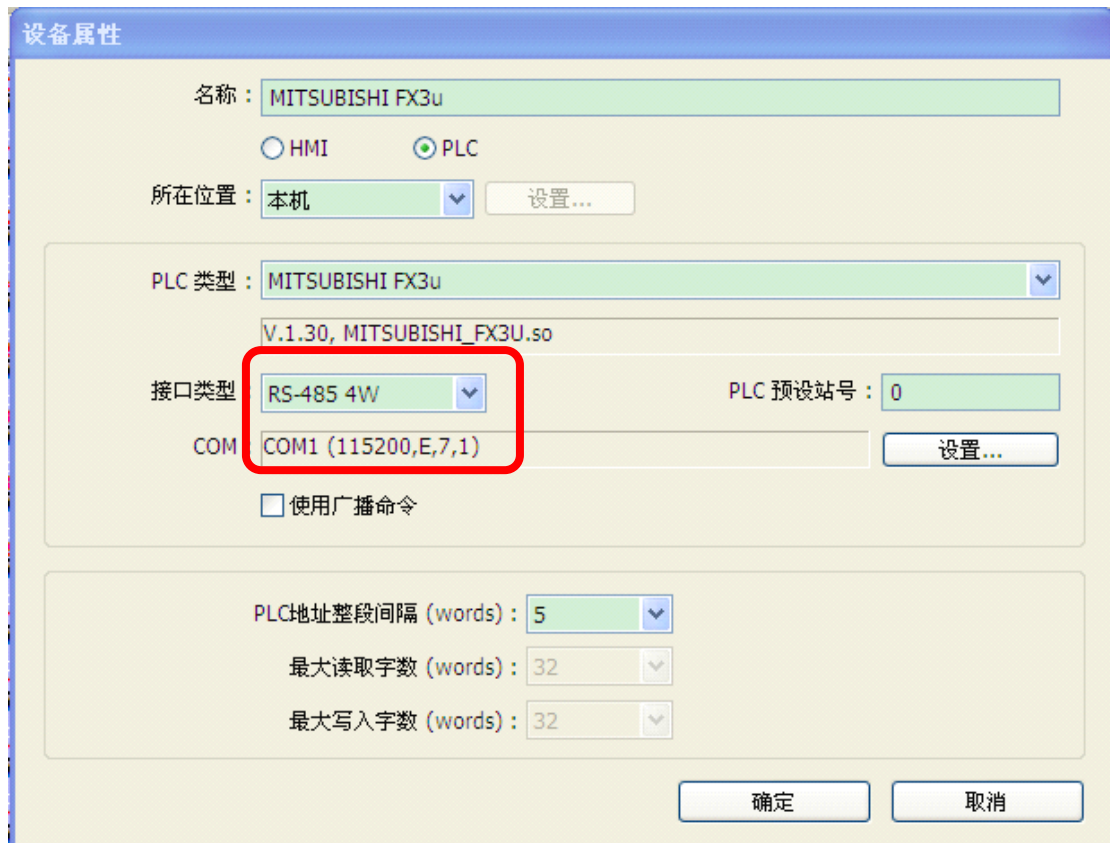 设备属性
名称： MITSUBISHI FX3u
HMI PLC
所在位置： 本机 设置...
PLC 类型： MITSUBISHI FX3u
V.1.30, MITSUBISHI_FX3U.so
接口类型： RS-485 4W PLC 预设站号： 0
COM： COM1 (115200,E,7,1) 设置...
使用广播命令
PLC地址整段间隔 (words)： 5
最大读取字数 (words)： 32
最大写入字数 (words)： 32
确定 取消